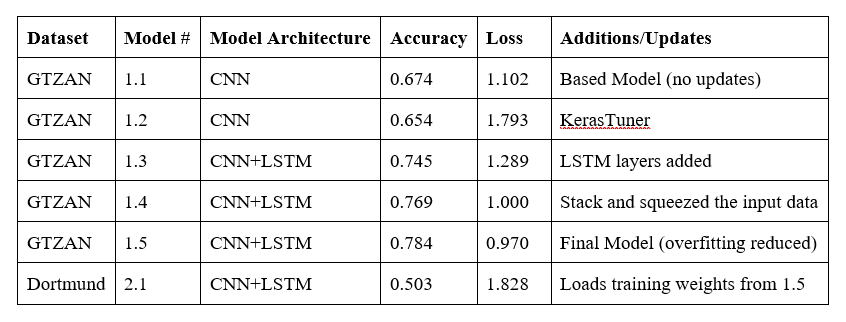 Dataset Model # Model Architecture Accuracy Loss Additions/Updates
GTZAN 1.1 CNN 0.674 1.102 Based Model (no updates)
GTZAN 1.2 CNN 0.654 1.793 KerasTuner
GTZAN 1.3 CNN+LSTM 0.745 1.289 LSTM layers added
GTZAN 1.4 CNN+LSTM 0.769 1.000 Stack and squeezed the input data
GTZAN 1.5 CNN+LSTM 0.784 0.970 Final Model (overfitting reduced)
Dortmund 2.1 CNN+LSTM 0.503 1.828 Loads training weights from 1.5